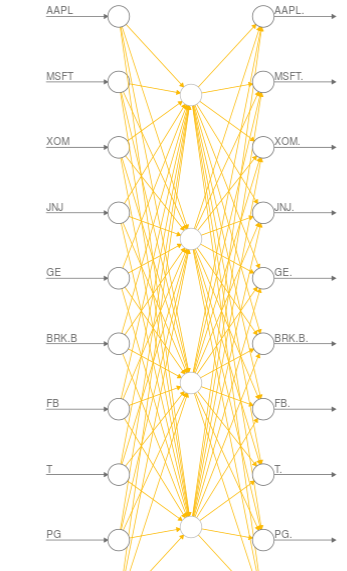 AAPL AAPL.
MSFT MSFT.
XOM XOM.
JNJ JNJ.
GE GE.
BRK.B BRK.B.
FB FB.
T T.
PG PG.